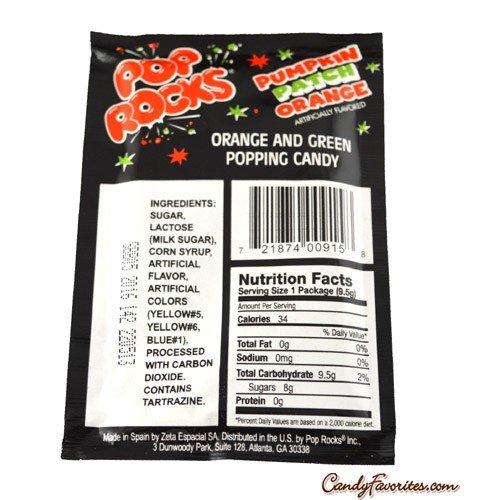 POP
ROCKS®
PUMPKIN
PATCH
ORANGE
ARTIFICIALLY FLAVORED
ORANGE AND GREEN
POPPING CANDY
INGREDIENTS:
SUGAR,
LACTOSE
(MILK SUGAR),
CORN SYRUP,
ARTIFICIAL
FLAVOR,
ARTIFICIAL
COLORS
(YELLOW#5,
YELLOW#6,
BLUE#1),
PROCESSED
WITH CARBON
DIOXIDE.
CONTAINS
TARTRAZINE.
7 21874 00915 8
Nutrition Facts
Serving Size 1 Package (9.5g)
Amount Per Serving
Calories 34
% Daily Value*
Total Fat 0g 0%
Sodium 0mg 0%
Total Carbohydrate 9.5g 2%
Sugars 8g
Protein 0g
*Percent Daily Values are based on a 2,000 calorie diet.
Made in Spain by Zeta Espacial SA. Distributed in the U.S. by Pop Rocks® Inc.,
3 Dunwoody Park, Suite 128, Atlanta, GA 30338
CandyFavorites.com